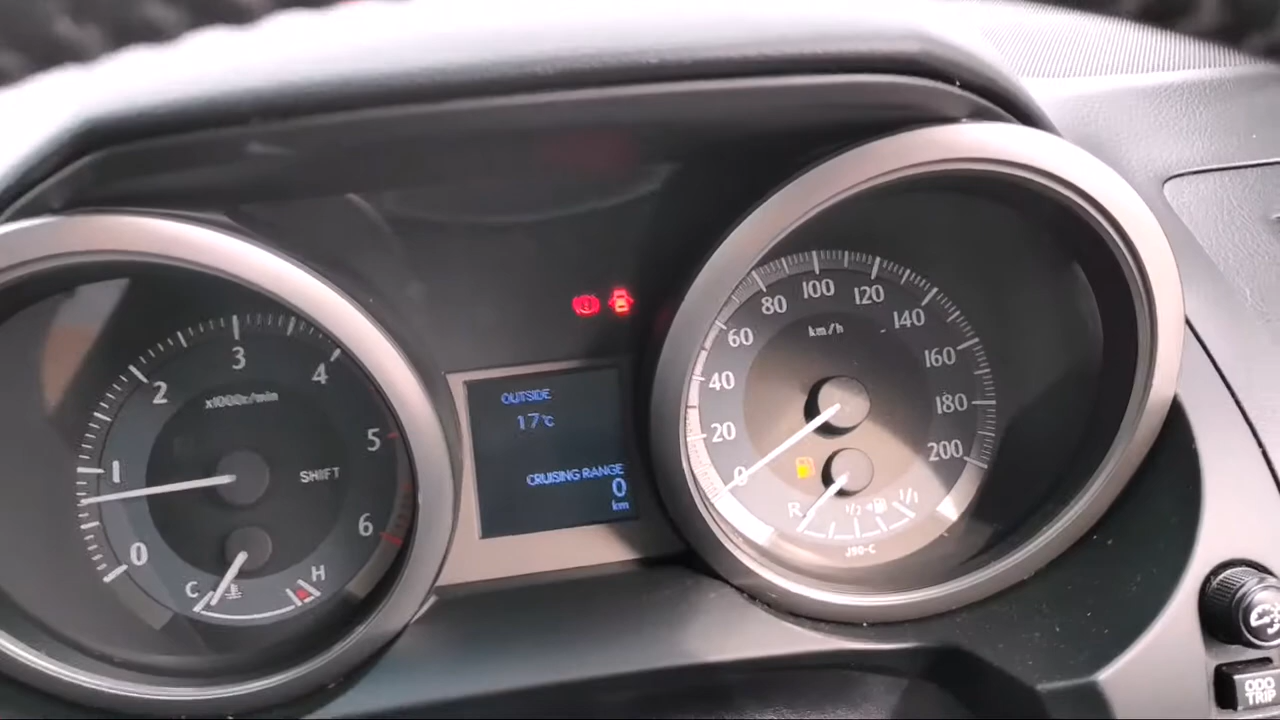 0
1
2
3
4
5
6
x1000r/min
SHIFT
C
H
OUTSIDE
17°C
CRUISING RANGE
0
km
0
20
40
60
80
100
120
140
160
180
200
km/h
R
1/2
1/1
J90-C
ODO
TRIP